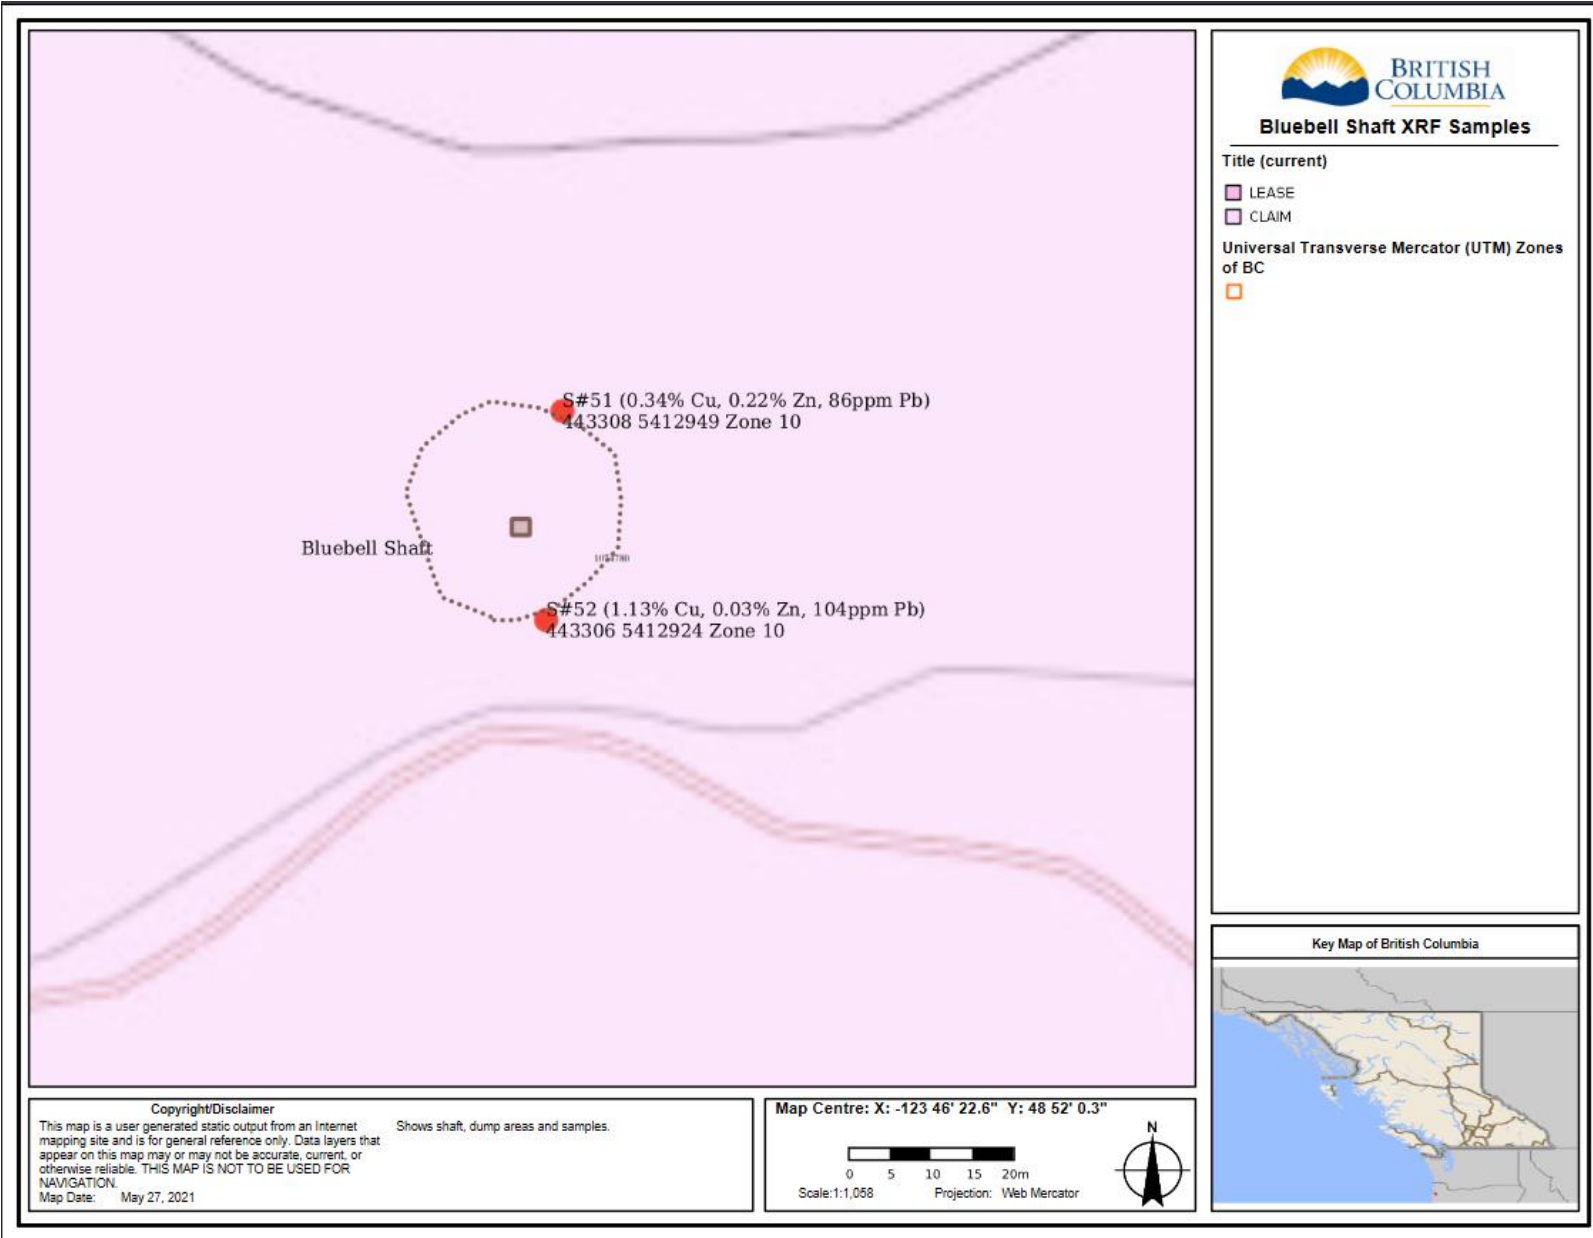 S#51 (0.34% Cu, 0.22% Zn, 86ppm Pb)
443308 5412949 Zone 10
Bluebell Shaft
S#52 (1.13% Cu, 0.03% Zn, 104ppm Pb)
443306 5412924 Zone 10
BRITISH
COLUMBIA
Bluebell Shaft XRF Samples
Title (current)
LEASE
CLAIM
Universal Transverse Mercator (UTM) Zones
of BC
Key Map of British Columbia
Copyright/Disclaimer
This map is a user generated static output from an Internet
mapping site and is for general reference only. Data layers that
appear on this map may or may not be accurate, current, or
otherwise reliable. THIS MAP IS NOT TO BE USED FOR
NAVIGATION.
Map Date: May 27, 2021
Shows shaft, dump areas and samples.
Map Centre: X: -123 46' 22.6" Y: 48 52' 0.3"
0 5 10 15 20m
Scale:1:1,058 Projection: Web Mercator
N